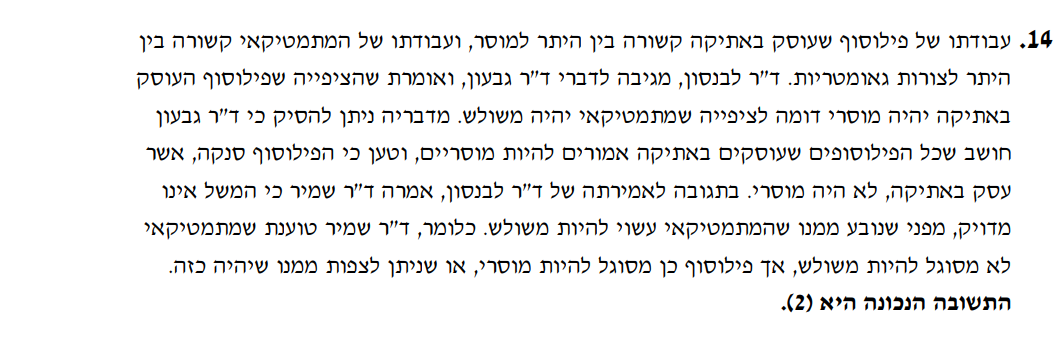 14. עבודתו של פילוסוף שעוסק באתיקה קשורה בין היתר למוסר, ועבודתו של המתמטיקאי קשורה בין
היתר לצורות גאומטריות. ד"ר לבנסון, מגיבה לדברי ד"ר גבעון, ואומרת שהציפייה שפילוסוף העוסק
באתיקה יהיה מוסרי דומה לציפייה שמתמטיקאי יהיה משולש. מדבריה ניתן להסיק כי ד"ר גבעון
חושב שכל הפילוסופים שעוסקים באתיקה אמורים להיות מוסריים, וטען כי הפילוסוף סנקה, אשר
עסק באתיקה, לא היה מוסרי. בתגובה לאמירתה של ד"ר לבנסון, אמרה ד"ר שמיר כי המשל אינו
מדויק, מפני שנובע ממנו שהמתמטיקאי עשוי להיות משולש. כלומר, ד"ר שמיר טוענת שמתמטיקאי
לא מסוגל להיות משולש, אך פילוסוף כן מסוגל להיות מוסרי, או שניתן לצפות ממנו שיהיה כזה.
התשובה הנכונה היא (2).